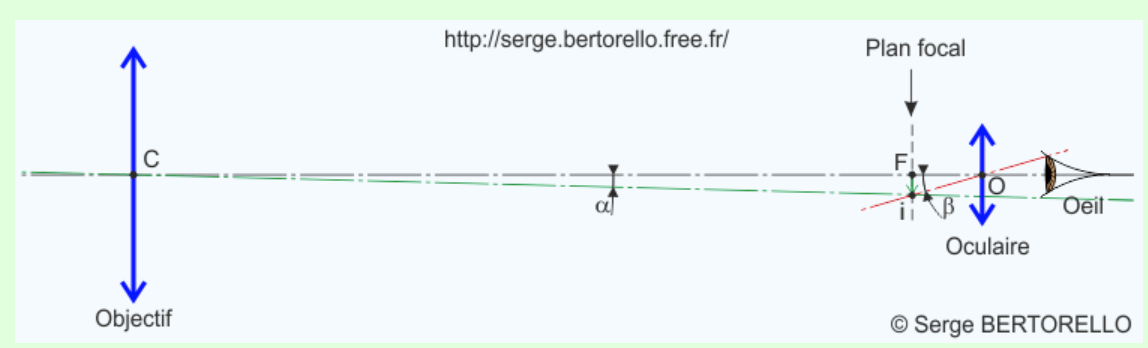 http://serge.bertorello.free.fr/
Plan focal
C
F
O
α
i
β
Oeil
Oculaire
Objectif
© Serge BERTORELLO